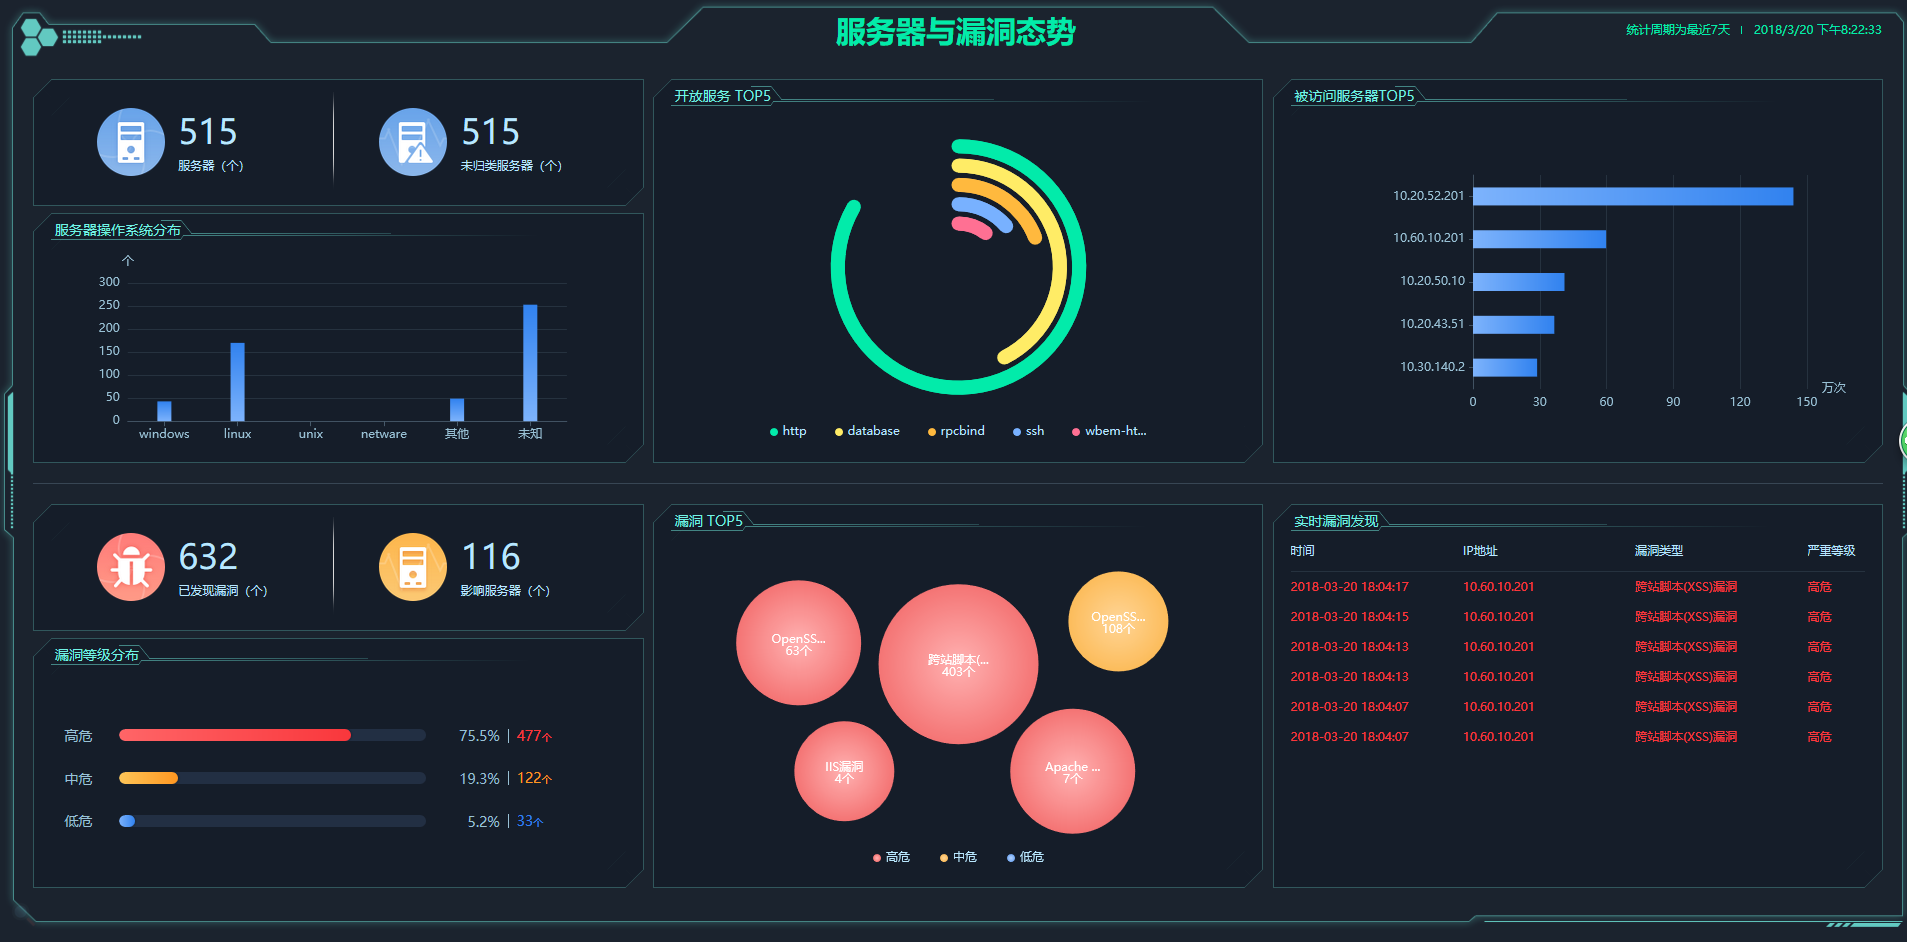 服务器与漏洞态势
统计周期为最近7天 | 2018/3/20 下午8:22:33
515
服务器（个）
515
未归类服务器（个）
服务器操作系统分布
个
300
250
200
150
100
50
0
windows linux unix netware 其他 未知
开放服务 TOP5
http database rpcbind ssh wbem-ht...
被访问服务器TOP5
10.20.52.201
10.60.10.201
10.20.50.10
10.20.43.51
10.30.140.2
万次
0 30 60 90 120 150
632
已发现漏洞（个）
116
影响服务器（个）
漏洞等级分布
高危 75.5% | 477个
中危 19.3% | 122个
低危 5.2% | 33个
漏洞 TOP5
OpenSS...
63个
跨站脚本(...
403个
OpenSS...
108个
IIS漏洞
4个
Apache ...
7个
高危 中危 低危
实时漏洞发现
时间 IP地址 漏洞类型 严重等级
2018-03-20 18:04:17 10.60.10.201 跨站脚本(XSS)漏洞 高危
2018-03-20 18:04:15 10.60.10.201 跨站脚本(XSS)漏洞 高危
2018-03-20 18:04:13 10.60.10.201 跨站脚本(XSS)漏洞 高危
2018-03-20 18:04:13 10.60.10.201 跨站脚本(XSS)漏洞 高危
2018-03-20 18:04:07 10.60.10.201 跨站脚本(XSS)漏洞 高危
2018-03-20 18:04:07 10.60.10.201 跨站脚本(XSS)漏洞 高危